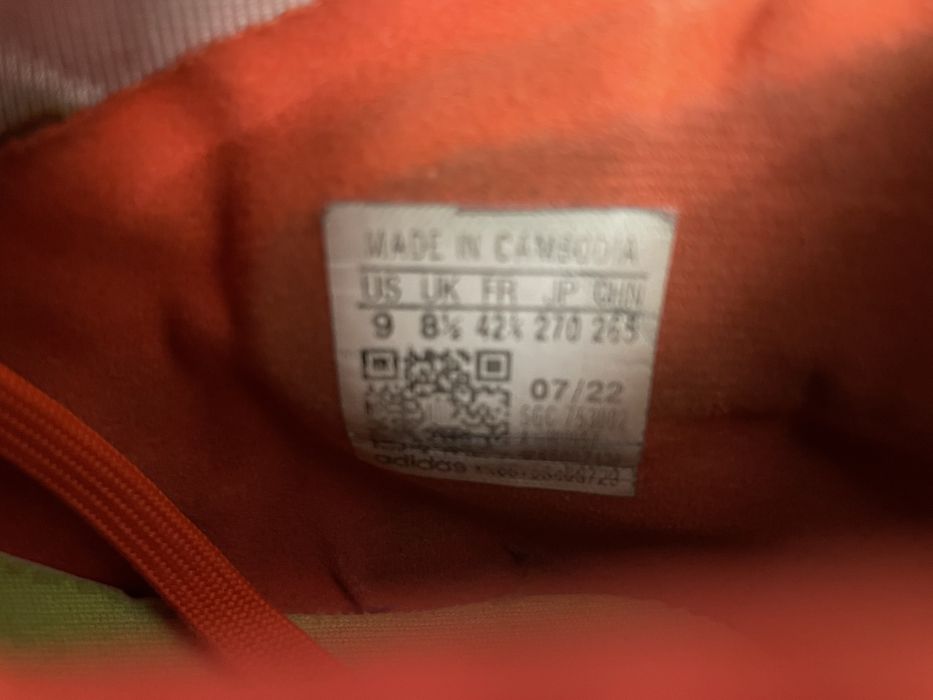 MADE IN CAMBODIA
US UK FR JP CHN
9 8½ 42⅔ 270 265
07/22
adidas